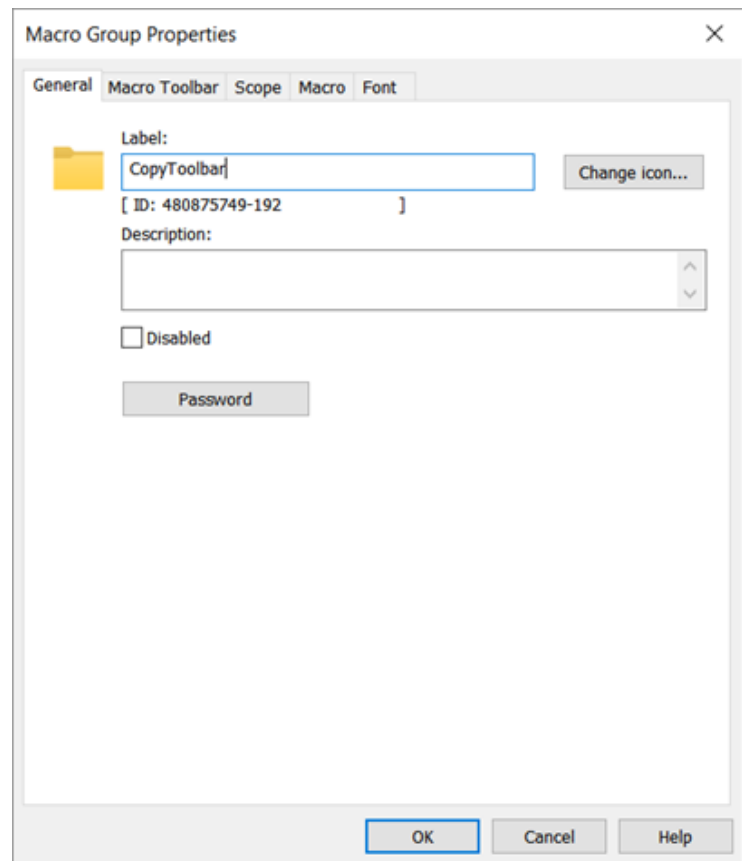 Macro Group Properties
General Macro Toolbar Scope Macro Font
Label:
CopyToolbar
Change icon...
[ ID: 480875749-192 ]
Description:
Disabled
Password
OK Cancel Help